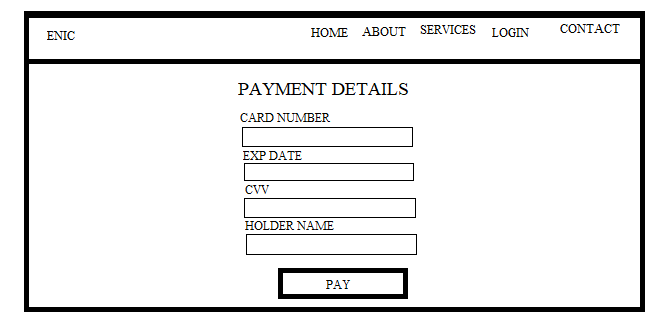 ENIC HOME ABOUT SERVICES LOGIN CONTACT
PAYMENT DETAILS
CARD NUMBER
EXP DATE
CVV
HOLDER NAME
PAY